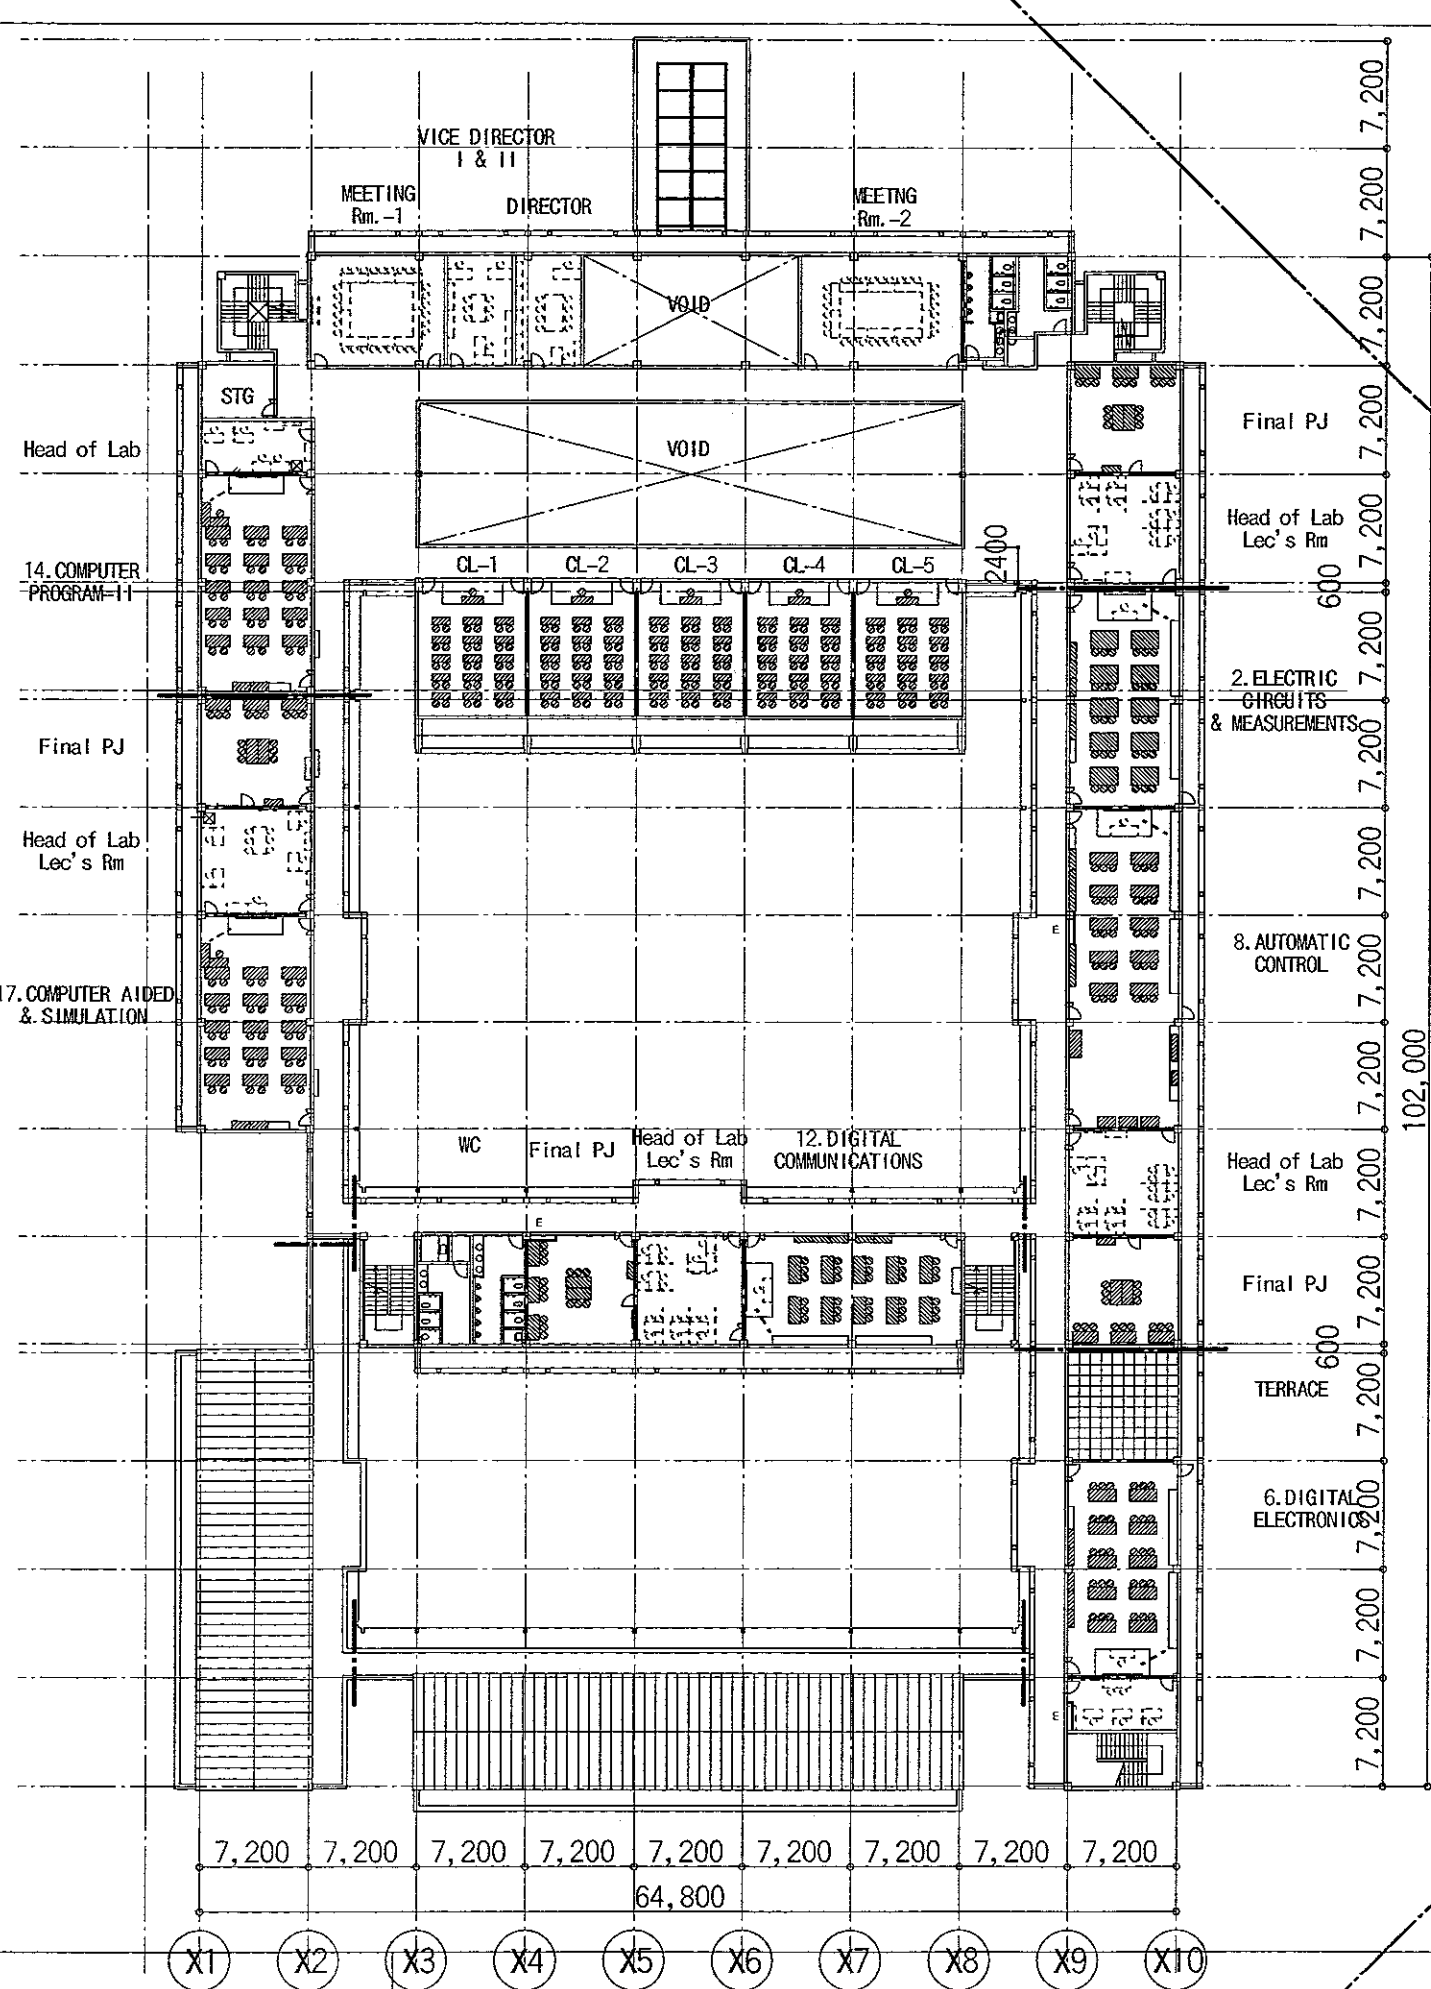 VICE DIRECTOR
I & II
MEETING
Rm.-1
DIRECTOR
MEETNG
Rm.-2
VOID
STG
Head of Lab
VOID
Final PJ
Head of Lab
Lec's Rm
CL-1
CL-2
CL-3
CL-4
CL-5
2400
14.COMPUTER
PROGRAM-II
2.ELECTRIC
CIRCUITS
& MEASUREMENTS
Final PJ
Head of Lab
Lec's Rm
E
8.AUTOMATIC
CONTROL
17.COMPUTER AIDED
& SIMULATION
WC
Final PJ
Head of Lab
Lec's Rm
12.DIGITAL
COMMUNICATIONS
Head of Lab
Lec's Rm
E
Final PJ
TERRACE
6.DIGITAL
ELECTRONICS
E
7,200
7,200
7,200
7,200
7,200
600
7,200
7,200
7,200
7,200
7,200
7,200
7,200
600
7,200
7,200
7,200
7,200
102,000
7,200
7,200
7,200
7,200
7,200
7,200
7,200
7,200
7,200
64,800
X1
X2
X3
X4
X5
X6
X7
X8
X9
X10